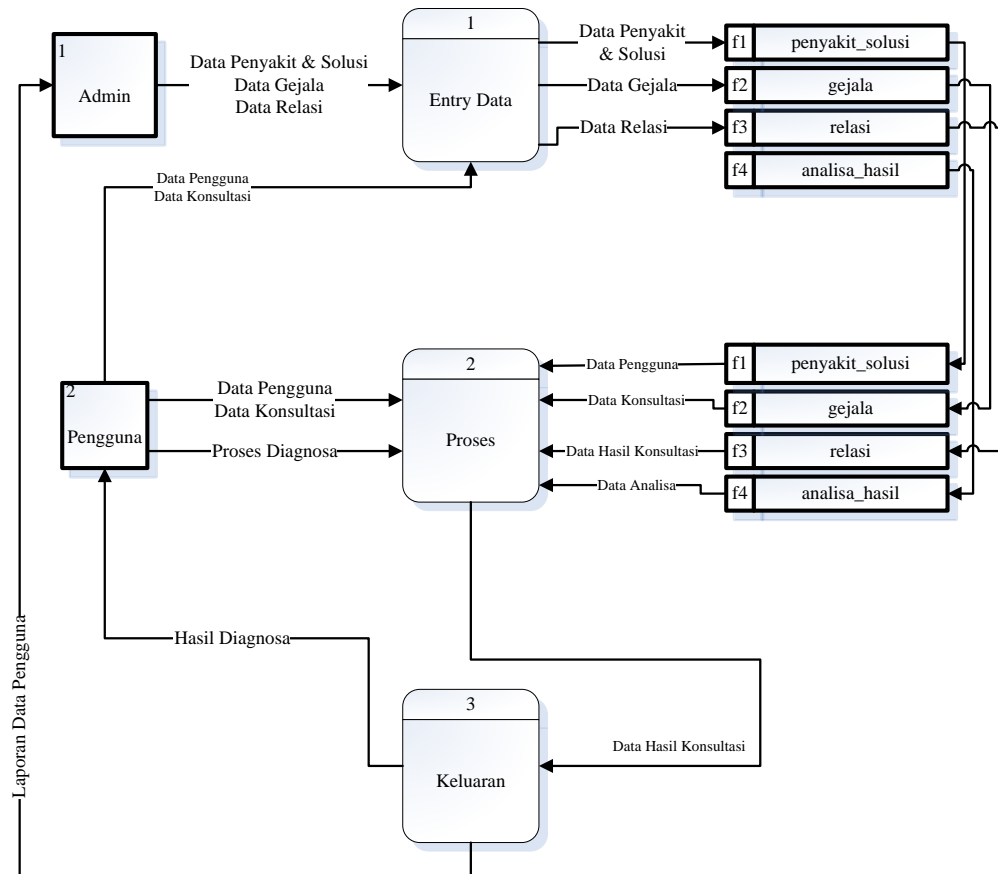 1
Admin
Data Penyakit & Solusi
Data Gejala
Data Relasi
1
Entry Data
Data Penyakit
& Solusi
Data Gejala
Data Relasi
f1 penyakit_solusi
f2 gejala
f3 relasi
f4 analisa_hasil
Data Pengguna
Data Konsultasi
2
Pengguna
Data Pengguna
Data Konsultasi
Proses Diagnosa
2
Proses
Data Pengguna
Data Konsultasi
Data Hasil Konsultasi
Data Analisa
f1 penyakit_solusi
f2 gejala
f3 relasi
f4 analisa_hasil
Hasil Diagnosa
Laporan Data Pengguna
3
Keluaran
Data Hasil Konsultasi